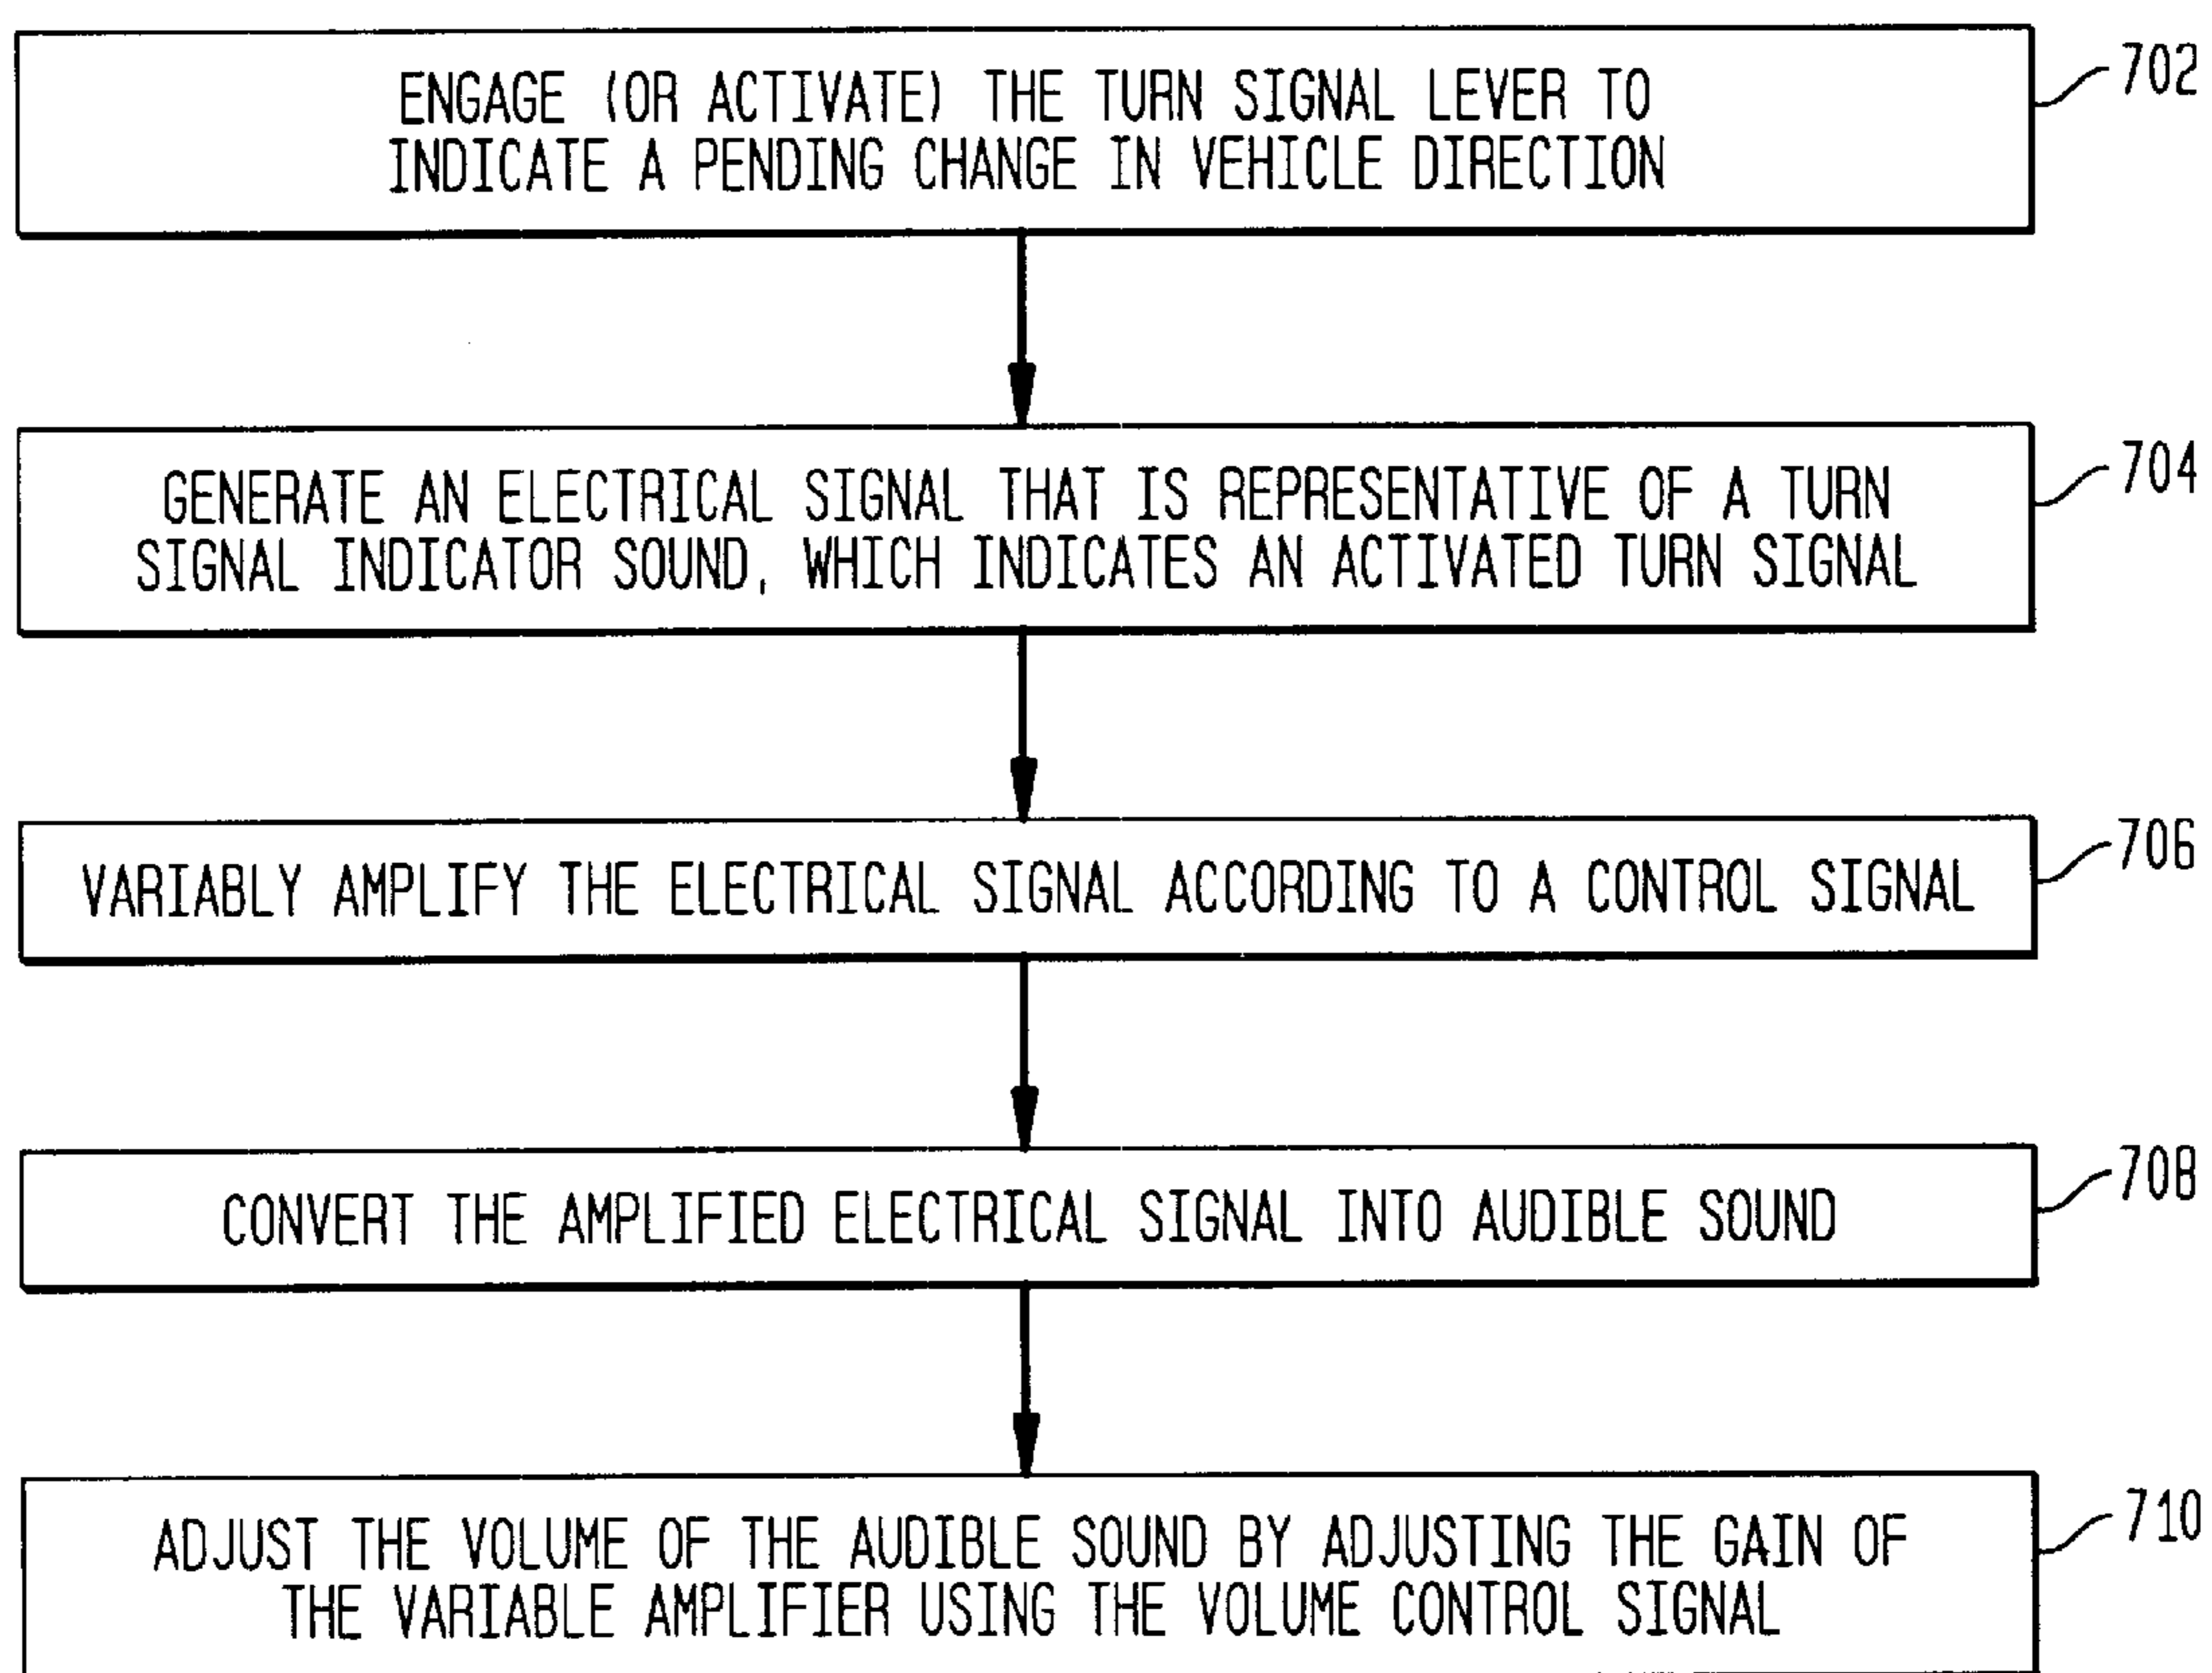 702
ENGAGE (OR ACTIVATE) THE TURN SIGNAL LEVER TO
INDICATE A PENDING CHANGE IN VEHICLE DIRECTION
704
GENERATE AN ELECTRICAL SIGNAL THAT IS REPRESENTATIVE OF A TURN
SIGNAL INDICATOR SOUND, WHICH INDICATES AN ACTIVATED TURN SIGNAL
706
VARIABLY AMPLIFY THE ELECTRICAL SIGNAL ACCORDING TO A CONTROL SIGNAL
708
CONVERT THE AMPLIFIED ELECTRICAL SIGNAL INTO AUDIBLE SOUND
710
ADJUST THE VOLUME OF THE AUDIBLE SOUND BY ADJUSTING THE GAIN OF
THE VARIABLE AMPLIFIER USING THE VOLUME CONTROL SIGNAL